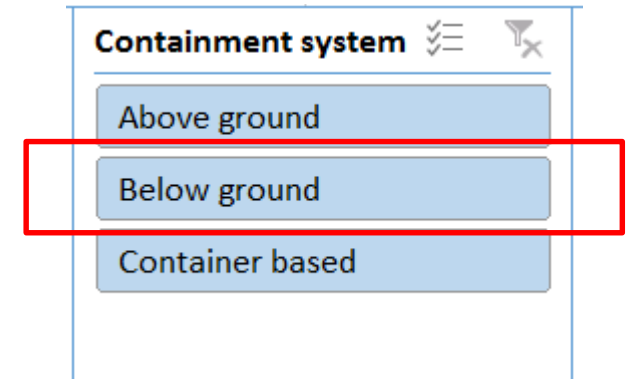 Containment system
Above ground
Below ground
Container based